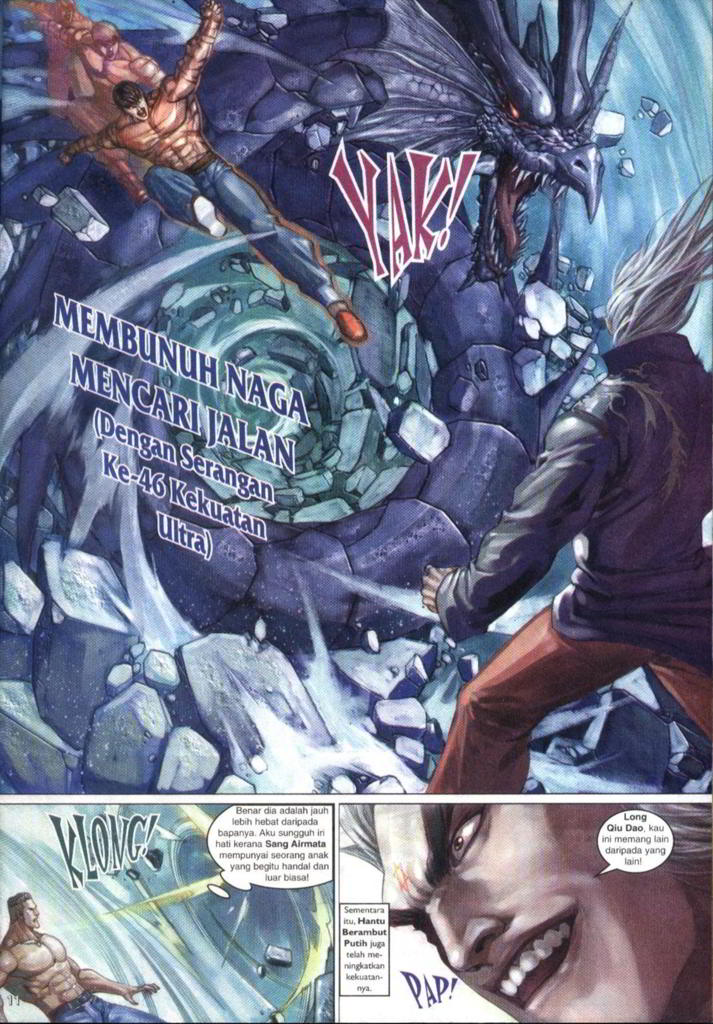 YAK!
MEMBUNUH NAGA
MENCARI JALAN
(Dengan Serangan
Ke-46 Kekuatan
Ultra)
KLONG!
Benar dia adalah jauh
lebih hebat daripada
bapanya. Aku sungguh iri
hati kerana Sang Airmata
mempunyai seorang anak
yang begitu handal dan
luar biasa!
11
Long
Qiu Dao, kau
ini memang lain
daripada yang
lain!
Sementara
itu, Hantu
Berambut
Putih juga
telah me-
ningkatkan
kekuatan-
nya.
PAP!